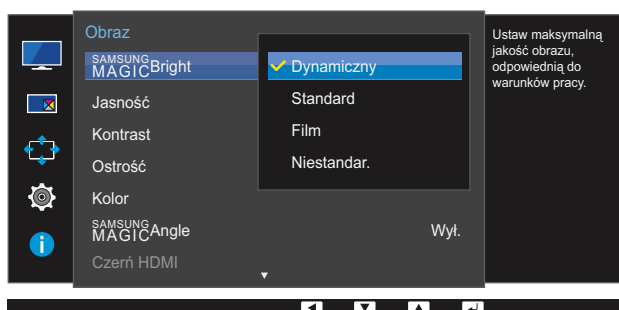 Obraz
SAMSUNG MAGICBright
Jasność
Kontrast
Ostrość
Kolor
SAMSUNG MAGICAngle
Wył.
Czerń HDMI
Dynamiczny
Standard
Film
Niestandar.
Ustaw maksymalną
jakość obrazu,
odpowiednią do
warunków pracy.